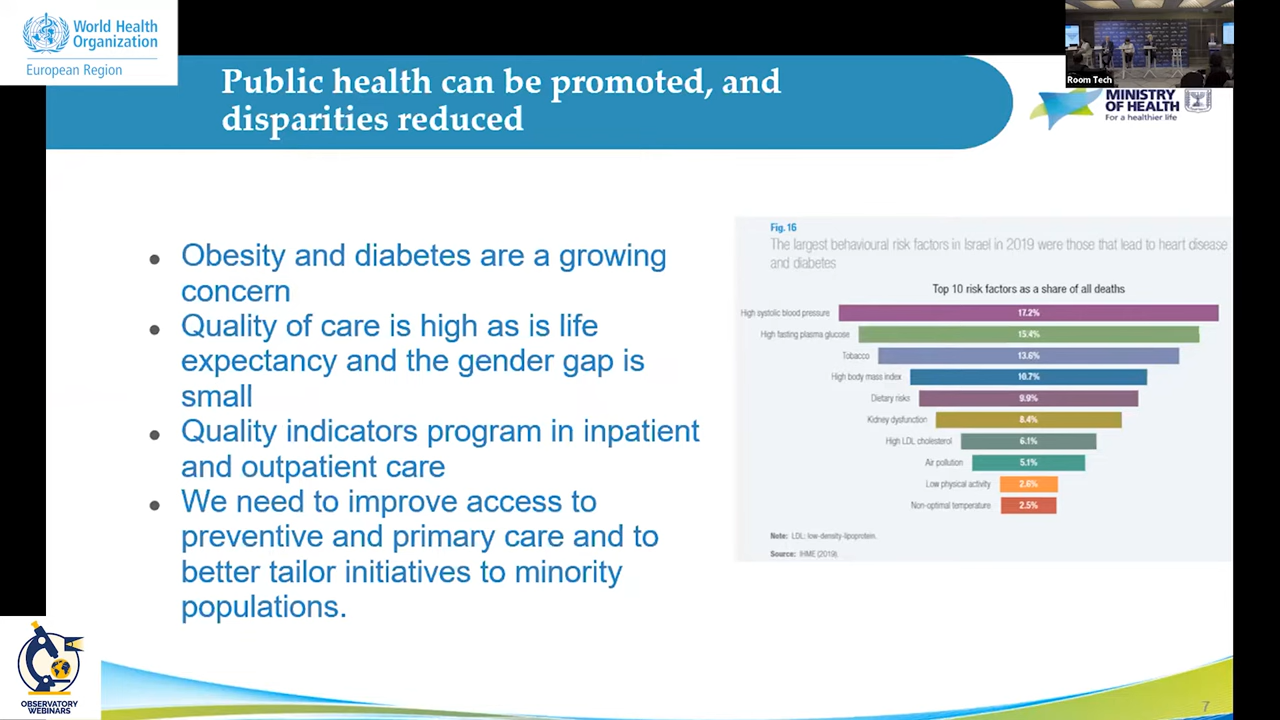 World Health
Organization
European Region
Public health can be promoted, and
disparities reduced
Room Tech
MINISTRY
OF HEALTH
For a healthier life
Obesity and diabetes are a growing
concern
Quality of care is high as is life
expectancy and the gender gap is
small
Quality indicators program in inpatient
and outpatient care
We need to improve access to
preventive and primary care and to
better tailor initiatives to minority
populations.
Fig. 16
The largest behavioural risk factors in Israel in 2019 were those that lead to heart disease
and diabetes
Top 10 risk factors as a share of all deaths
High systolic blood pressure 17.2%
High fasting plasma glucose 15.4%
Tobacco 13.6%
High body mass index 10.7%
Dietary risks 9.9%
Kidney dysfunction 8.4%
High LDL cholesterol 6.1%
Air pollution 5.1%
Low physical activity 2.6%
Non-optimal temperature 2.5%
Note: LDL: low-density-lipoprotein.
Source: IHME (2019).
OBSERVATORY
WEBINARS
7